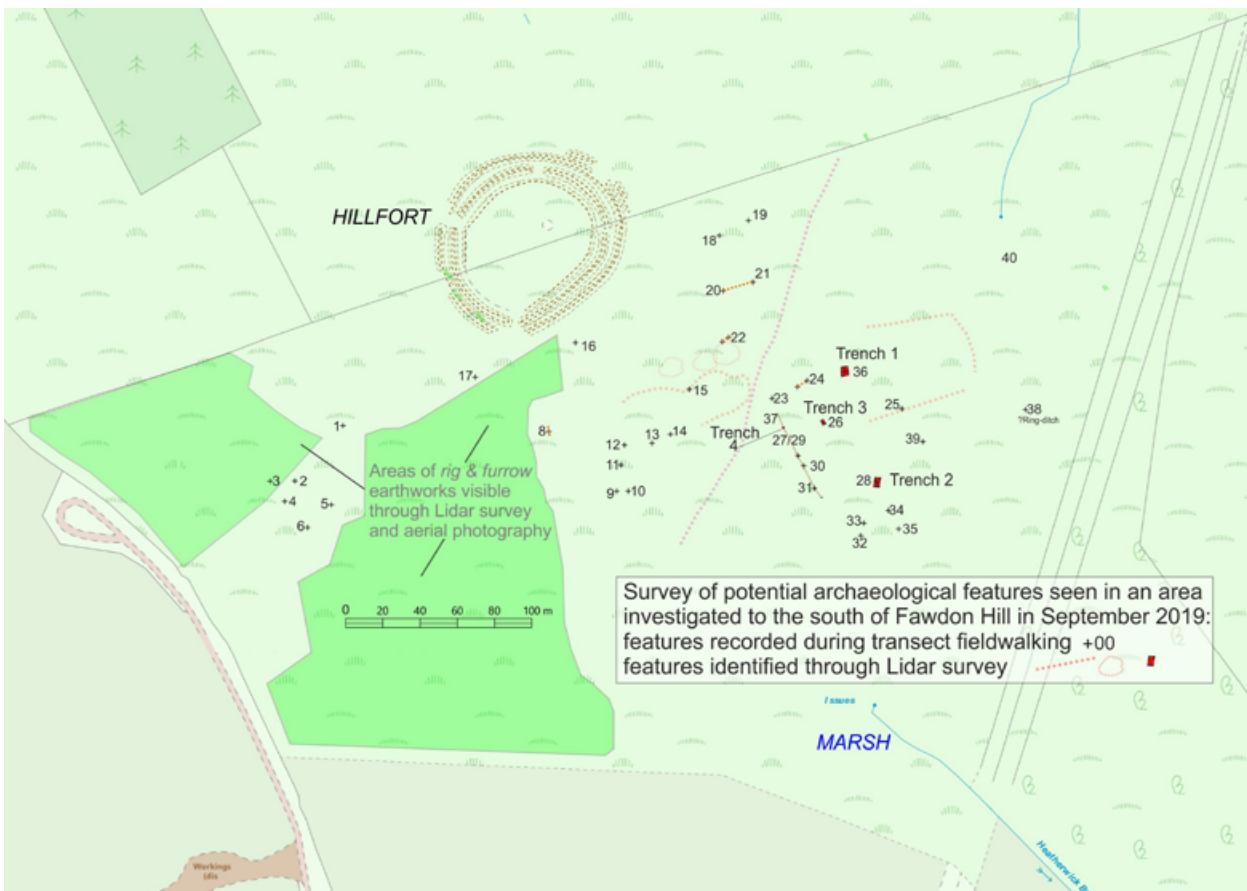 HILLFORT
19
18
40
21
20
22
16
Trench 1
36
17
24
15
23
25
38
?Ring-ditch
1
8
37
Trench 3
26
13
14
Trench
4
12
27/29
39
Areas of rig & furrow
earthworks visible
through Lidar survey
and aerial photography
11
30
3
2
28
Trench 2
9
10
31
4
5
34
6
33
35
32
0 20 40 60 80 100 m
Survey of potential archaeological features seen in an area
investigated to the south of Fawdon Hill in September 2019:
features recorded during transect fieldwalking +00
features identified through Lidar survey
Issues
MARSH
Workings
(dis
Heatherwick B